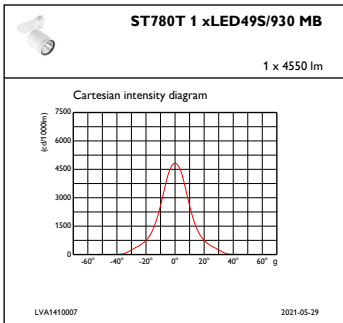 ST780T 1 xLED49S/930 MB
1 x 4550 lm
Cartesian intensity diagram
(cd/1000lm)
7500
6000
4500
3000
1500
0
-60° -40° -20° 0° 20° 40° 60° g
LVA1410007 2021-05-29